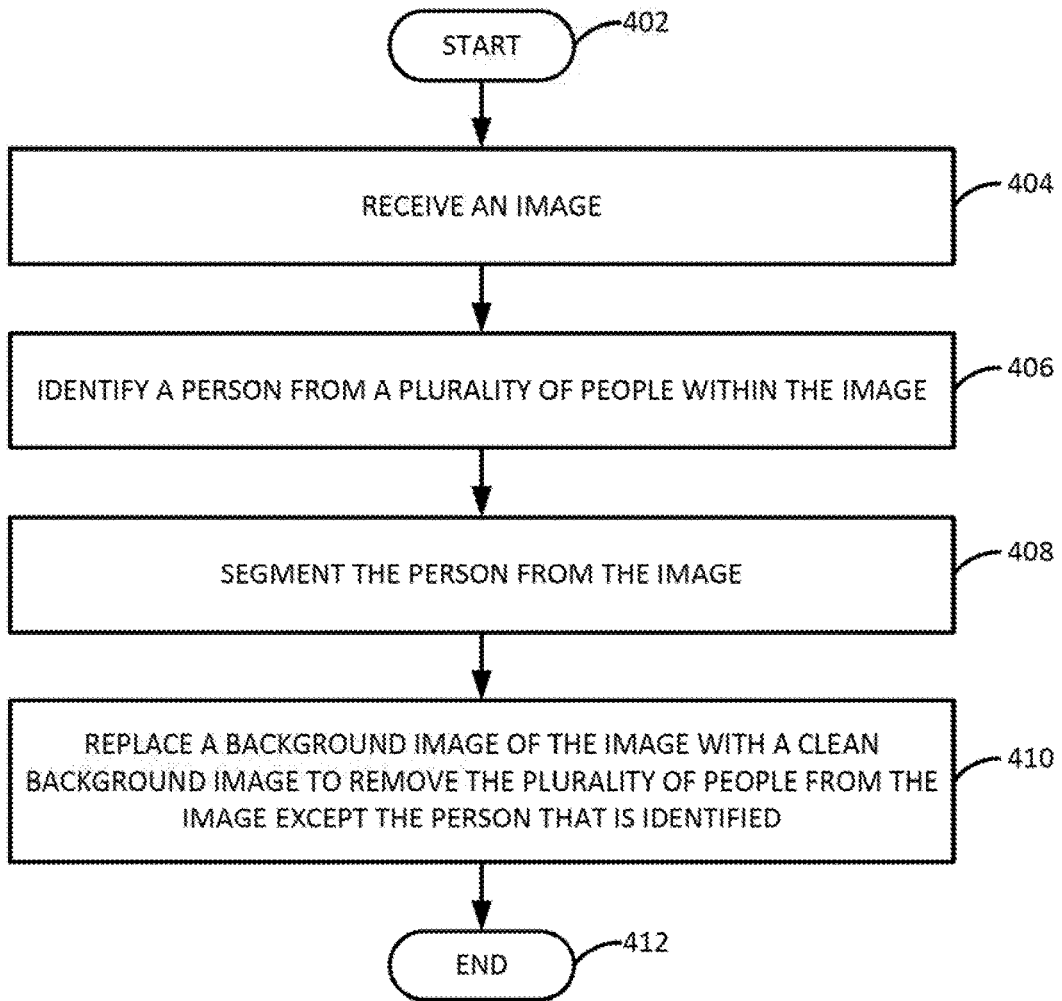 START
402
RECEIVE AN IMAGE
404
IDENTIFY A PERSON FROM A PLURALITY OF PEOPLE WITHIN THE IMAGE
406
SEGMENT THE PERSON FROM THE IMAGE
408
REPLACE A BACKGROUND IMAGE OF THE IMAGE WITH A CLEAN
BACKGROUND IMAGE TO REMOVE THE PLURALITY OF PEOPLE FROM THE
IMAGE EXCEPT THE PERSON THAT IS IDENTIFIED
410
END
412